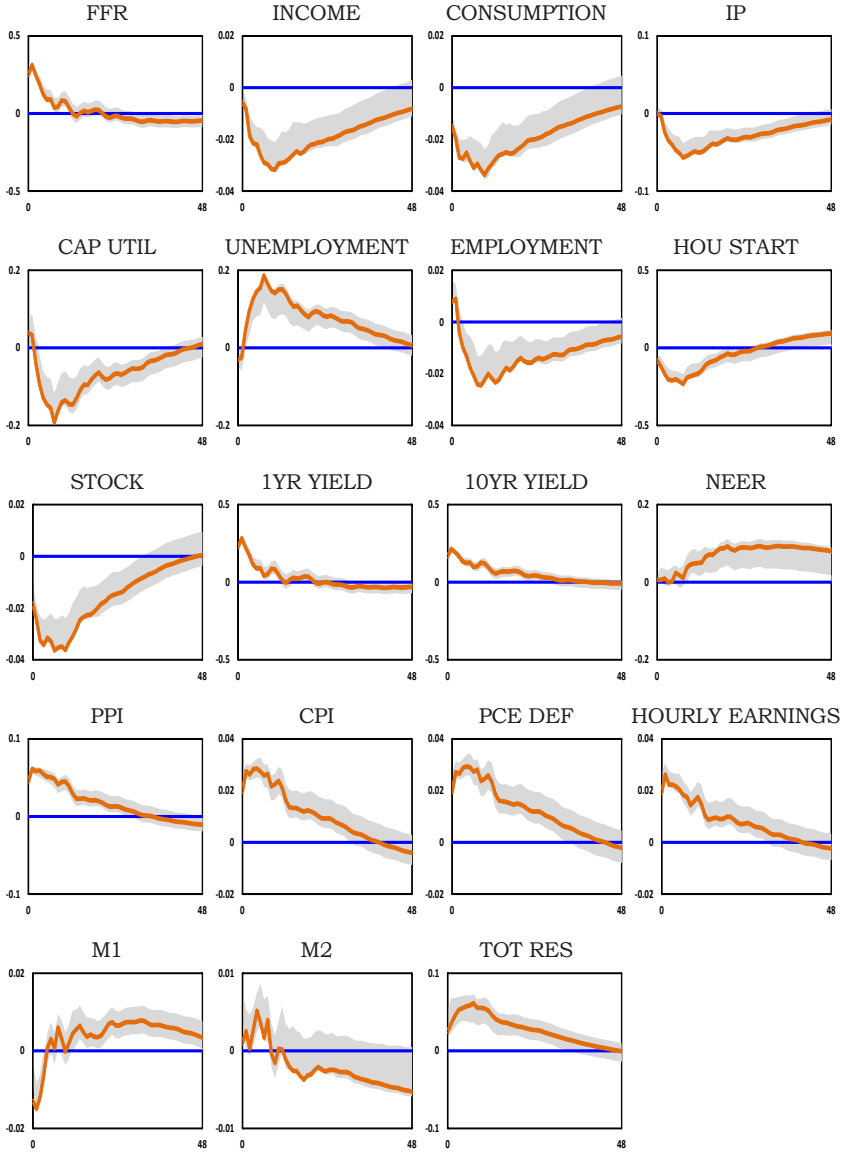 FFR INCOME CONSUMPTION IP
0.5 0.02 0.02 0.1
0 0 0 0
-0.02 -0.02
-0.5 -0.04 -0.04 -0.1
0 48 0 48 0 48 0 48
CAP UTIL UNEMPLOYMENT EMPLOYMENT HOU START
0.2 0.2 0.02 0.5
0 0 0 0
-0.02
-0.2 -0.2 -0.04 -0.5
0 48 0 48 0 48 0 48
STOCK 1YR YIELD 10YR YIELD NEER
0.02 0.5 0.5 0.2
0 0 0 0
-0.02
-0.04 -0.5 -0.5 -0.2
0 48 0 48 0 48 0 48
PPI CPI PCE DEF HOURLY EARNINGS
0.1 0.04 0.04 0.04
0.02 0.02 0.02
0 0 0 0
-0.1 -0.02 -0.02 -0.02
0 48 0 48 0 48 0 48
M1 M2 TOT RES
0.02 0.01 0.1
0 0 0
-0.02 -0.01 -0.1
0 48 0 48 0 48